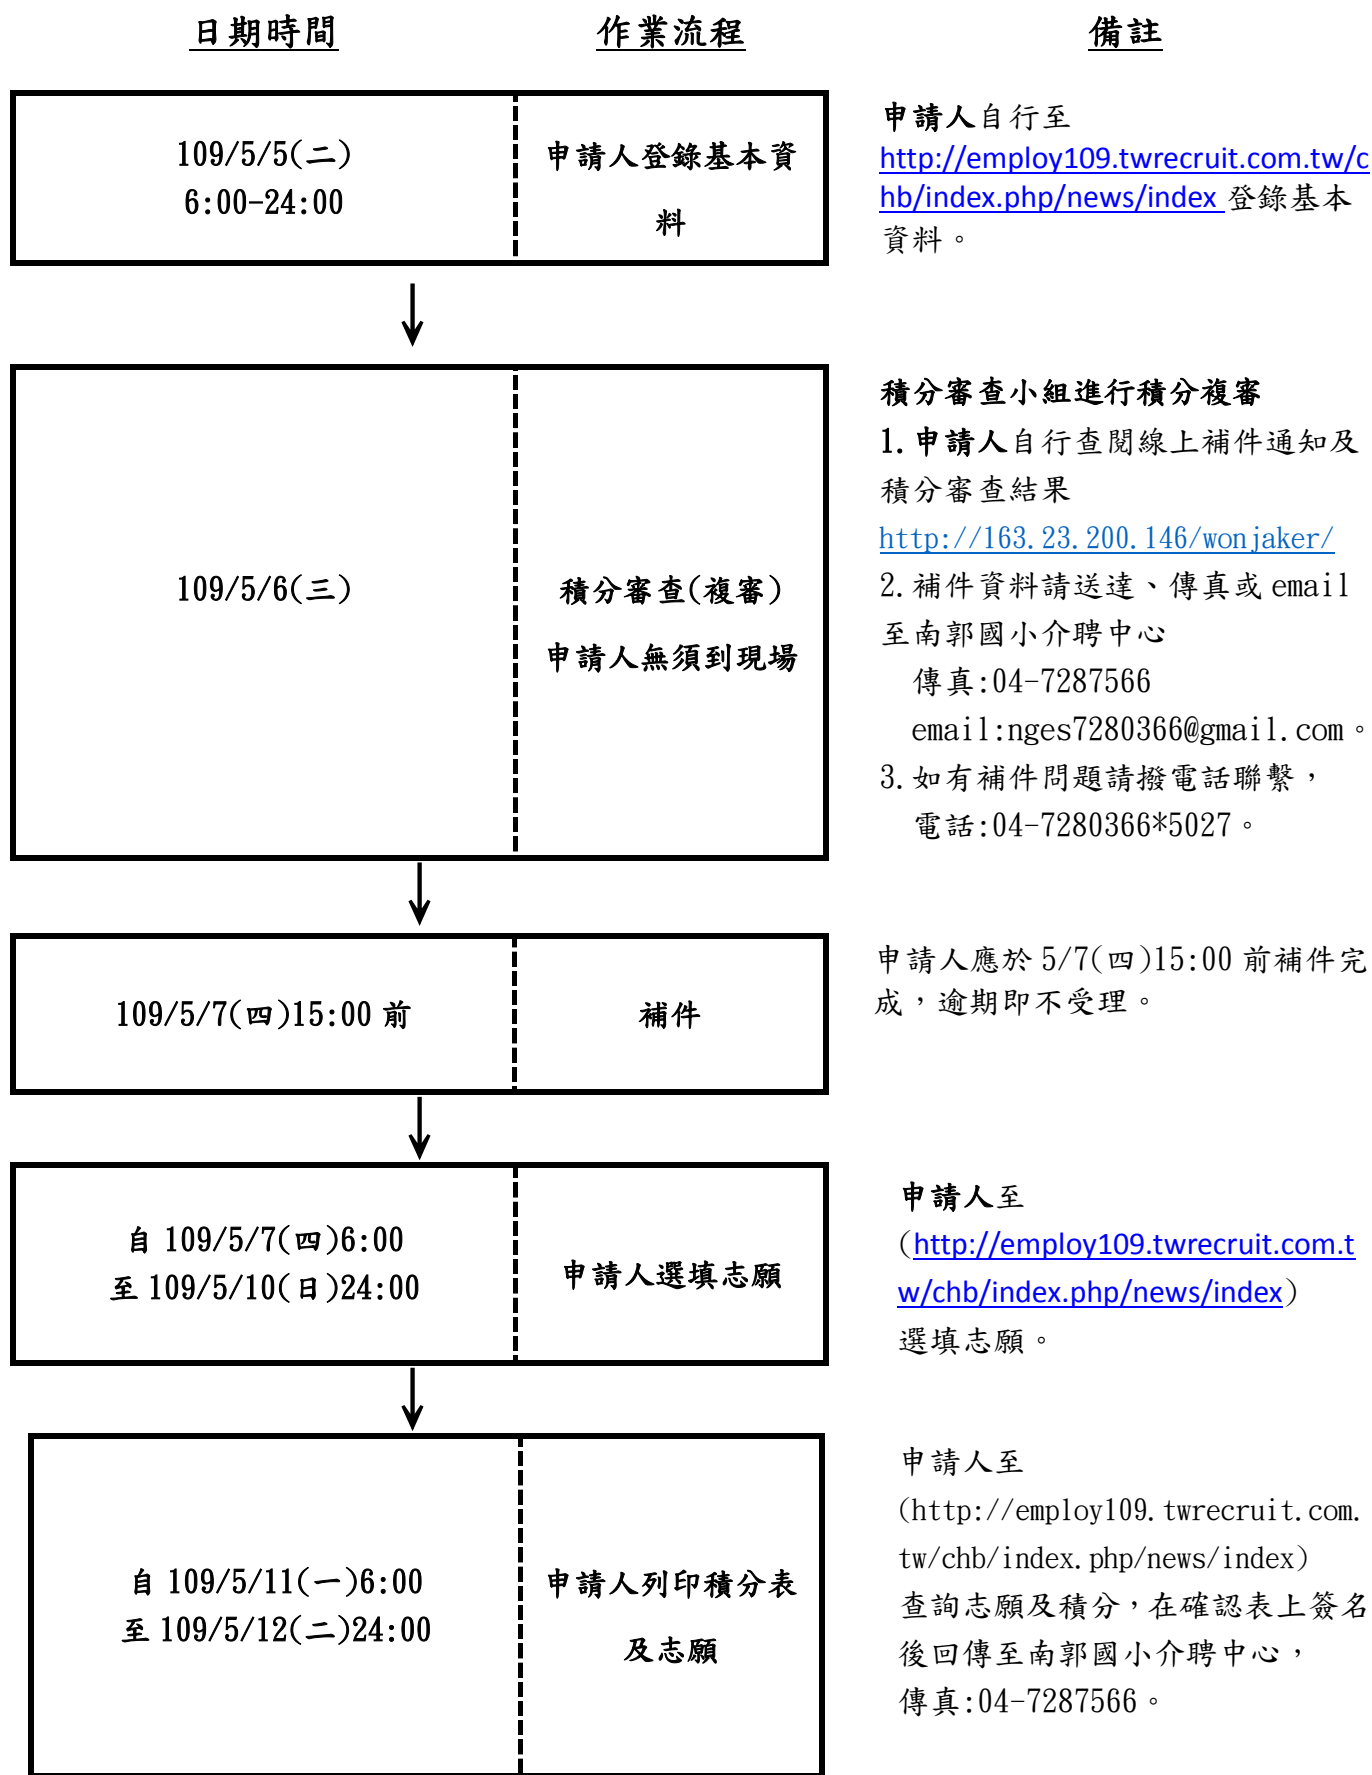 日期時間 作業流程 備註
109/5/5(二)
6:00-24:00
申請人登錄基本資
料
申請人自行至
http://employ109.twrecruit.com.tw/c
hb/index.php/news/index 登錄基本
資料。
109/5/6(三)
積分審查(複審)
申請人無須到現場
積分審查小組進行積分複審
1.申請人自行查閱線上補件通知及
積分審查結果
http://163.23.200.146/wonjaker/
2.補件資料請送達、傳真或 email
至南郭國小介聘中心
傳真:04-7287566
email:nges7280366@gmail.com。
3.如有補件問題請撥電話聯繫，
電話:04-7280366*5027。
109/5/7(四)15:00 前
補件
申請人應於 5/7(四)15:00 前補件完
成，逾期即不受理。
自 109/5/7(四)6:00
至 109/5/10(日)24:00
申請人選填志願
申請人至
(http://employ109.twrecruit.com.t
w/chb/index.php/news/index)
選填志願。
自 109/5/11(一)6:00
至 109/5/12(二)24:00
申請人列印積分表
及志願
申請人至
(http://employ109.twrecruit.com.
tw/chb/index.php/news/index)
查詢志願及積分，在確認表上簽名
後回傳至南郭國小介聘中心，
傳真:04-7287566。